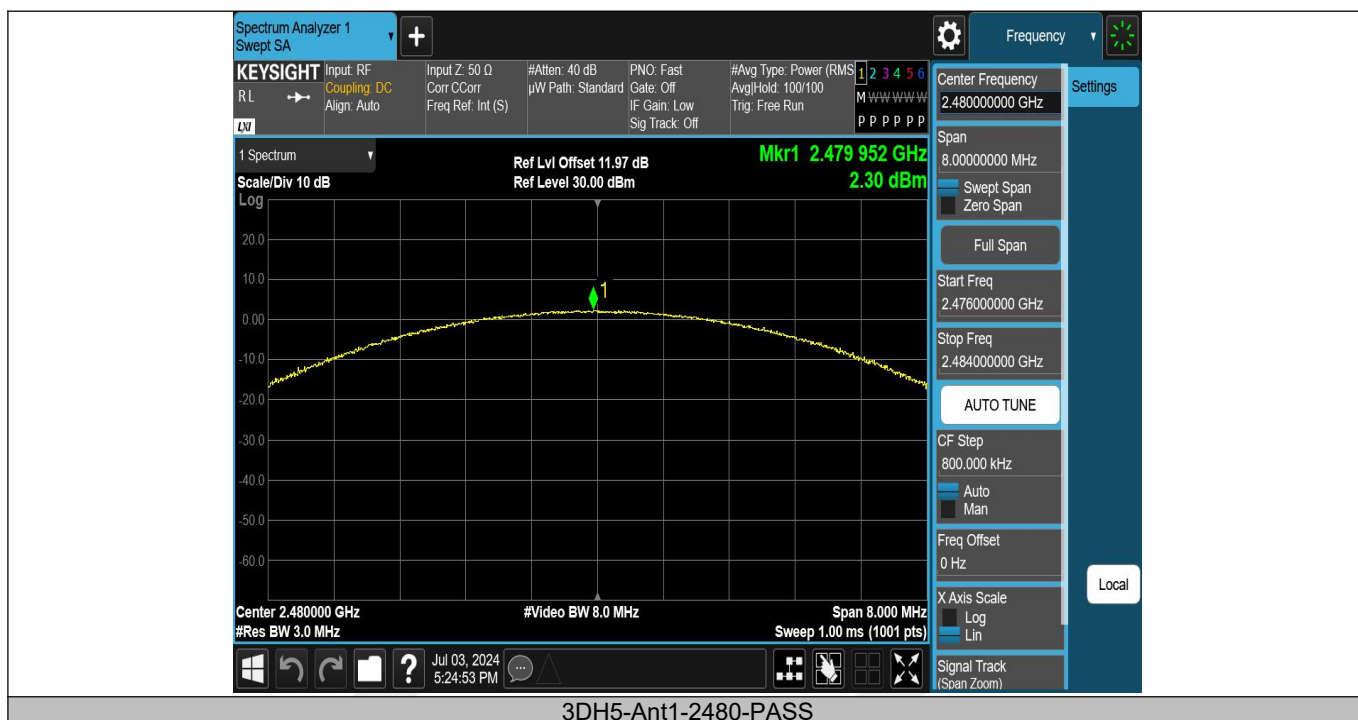 Spectrum Analyzer 1
Swept SA
Frequency
KEYSIGHT
R L
LXI
Input: RF
Coupling: DC
Align: Auto
Input Z: 50 Ω
Corr CCorr
Freq Ref: Int (S)
#Atten: 40 dB
µW Path: Standard
PNO: Fast
Gate: Off
IF Gain: Low
Sig Track: Off
#Avg Type: Power (RMS
Avg|Hold: 100/100
Trig: Free Run
1 2 3 4 5 6
M W W W W W
P P P P P P
1 Spectrum
Scale/Div 10 dB
Log
Ref Lvl Offset 11.97 dB
Ref Level 30.00 dBm
Mkr1 2.479 952 GHz
2.30 dBm
20.0
10.0
0.00
-10.0
-20.0
-30.0
-40.0
-50.0
-60.0
1
Center 2.480000 GHz
#Video BW 8.0 MHz
Span 8.000 MHz
#Res BW 3.0 MHz
Sweep 1.00 ms (1001 pts)
Center Frequency
2.480000000 GHz
Settings
Span
8.00000000 MHz
Swept Span
Zero Span
Full Span
Start Freq
2.476000000 GHz
Stop Freq
2.484000000 GHz
AUTO TUNE
CF Step
800.000 kHz
Auto
Man
Freq Offset
0 Hz
Local
X Axis Scale
Log
Lin
Signal Track
(Span Zoom)
?
Jul 03, 2024
5:24:53 PM
3DH5-Ant1-2480-PASS